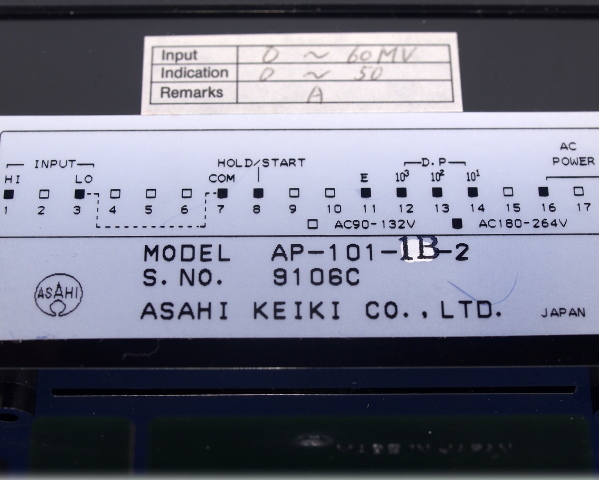 Input 0 ~ 60MV
Indication 0 ~ 50
Remarks A
INPUT HOLD/START D.P AC
HI LO COM E 10³ 10² 10¹ POWER
1 2 3 4 5 6 7 8 9 10 11 12 13 14 15 16 17
AC90-132V AC180-264V
MODEL AP-101-1B-2
S.NO. 9106C
ASAHI
ASAHI KEIKI CO.,LTD. JAPAN